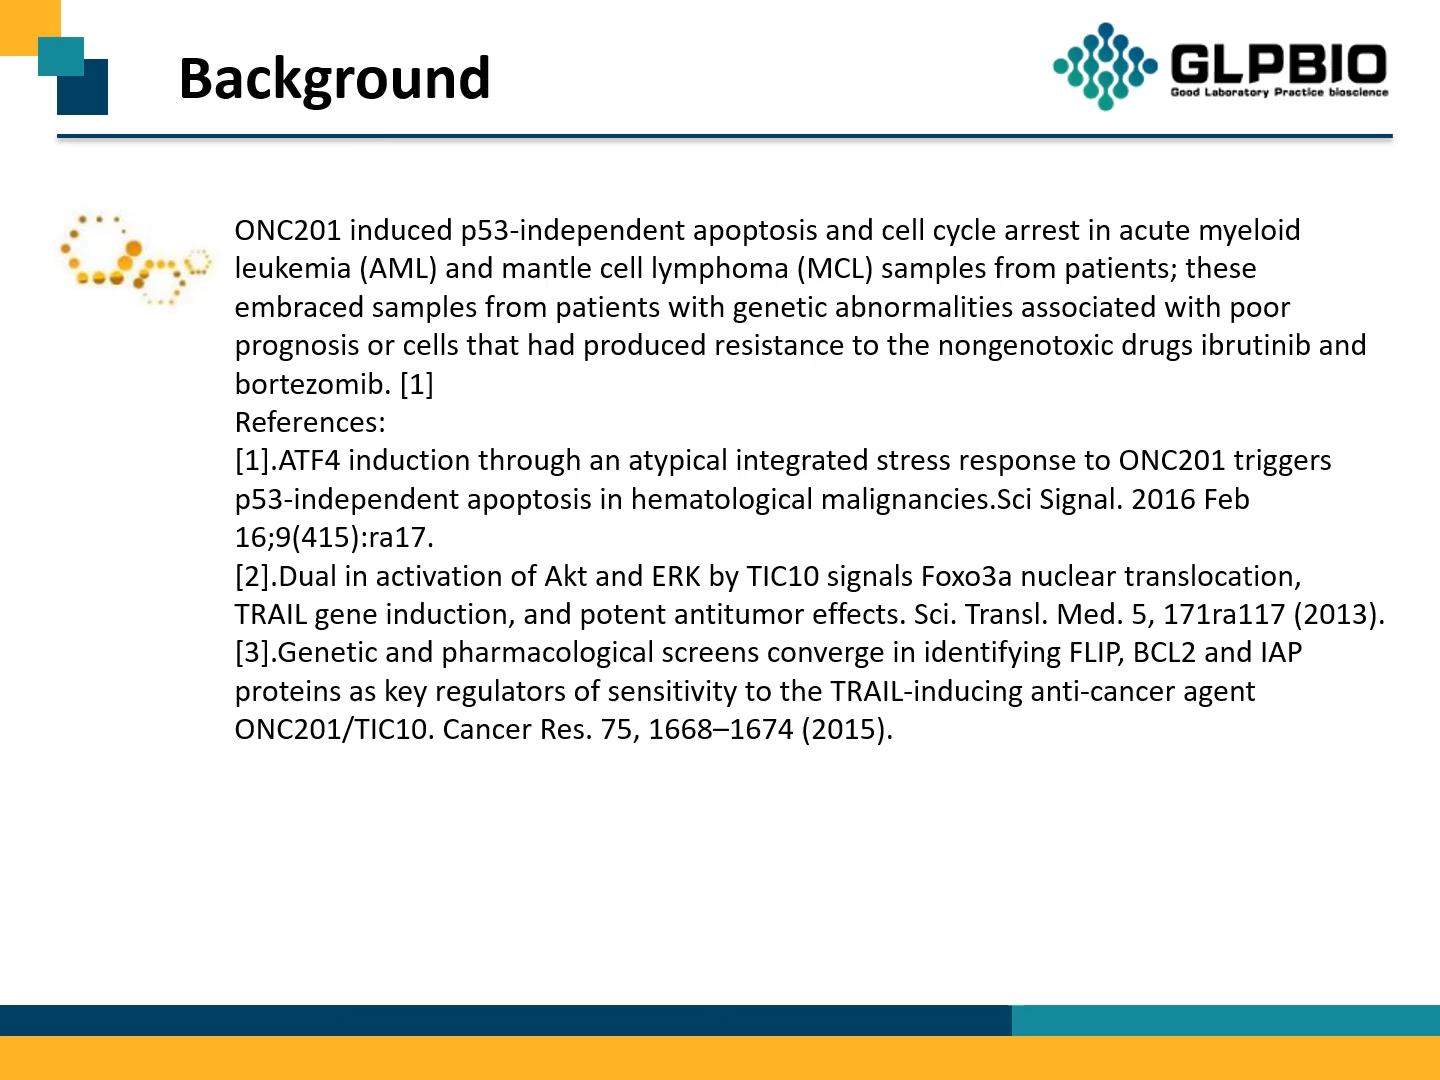 Background
GLPBIO
Good Laboratory Practice bioscience
ONC201 induced p53-independent apoptosis and cell cycle arrest in acute myeloid
leukemia (AML) and mantle cell lymphoma (MCL) samples from patients; these
embraced samples from patients with genetic abnormalities associated with poor
prognosis or cells that had produced resistance to the nongenotoxic drugs ibrutinib and
bortezomib. [1]
References:
[1].ATF4 induction through an atypical integrated stress response to ONC201 triggers
p53-independent apoptosis in hematological malignancies.Sci Signal. 2016 Feb
16;9(415):ra17.
[2].Dual in activation of Akt and ERK by TIC10 signals Foxo3a nuclear translocation,
TRAIL gene induction, and potent antitumor effects. Sci. Transl. Med. 5, 171ra117 (2013).
[3].Genetic and pharmacological screens converge in identifying FLIP, BCL2 and IAP
proteins as key regulators of sensitivity to the TRAIL-inducing anti-cancer agent
ONC201/TIC10. Cancer Res. 75, 1668–1674 (2015).